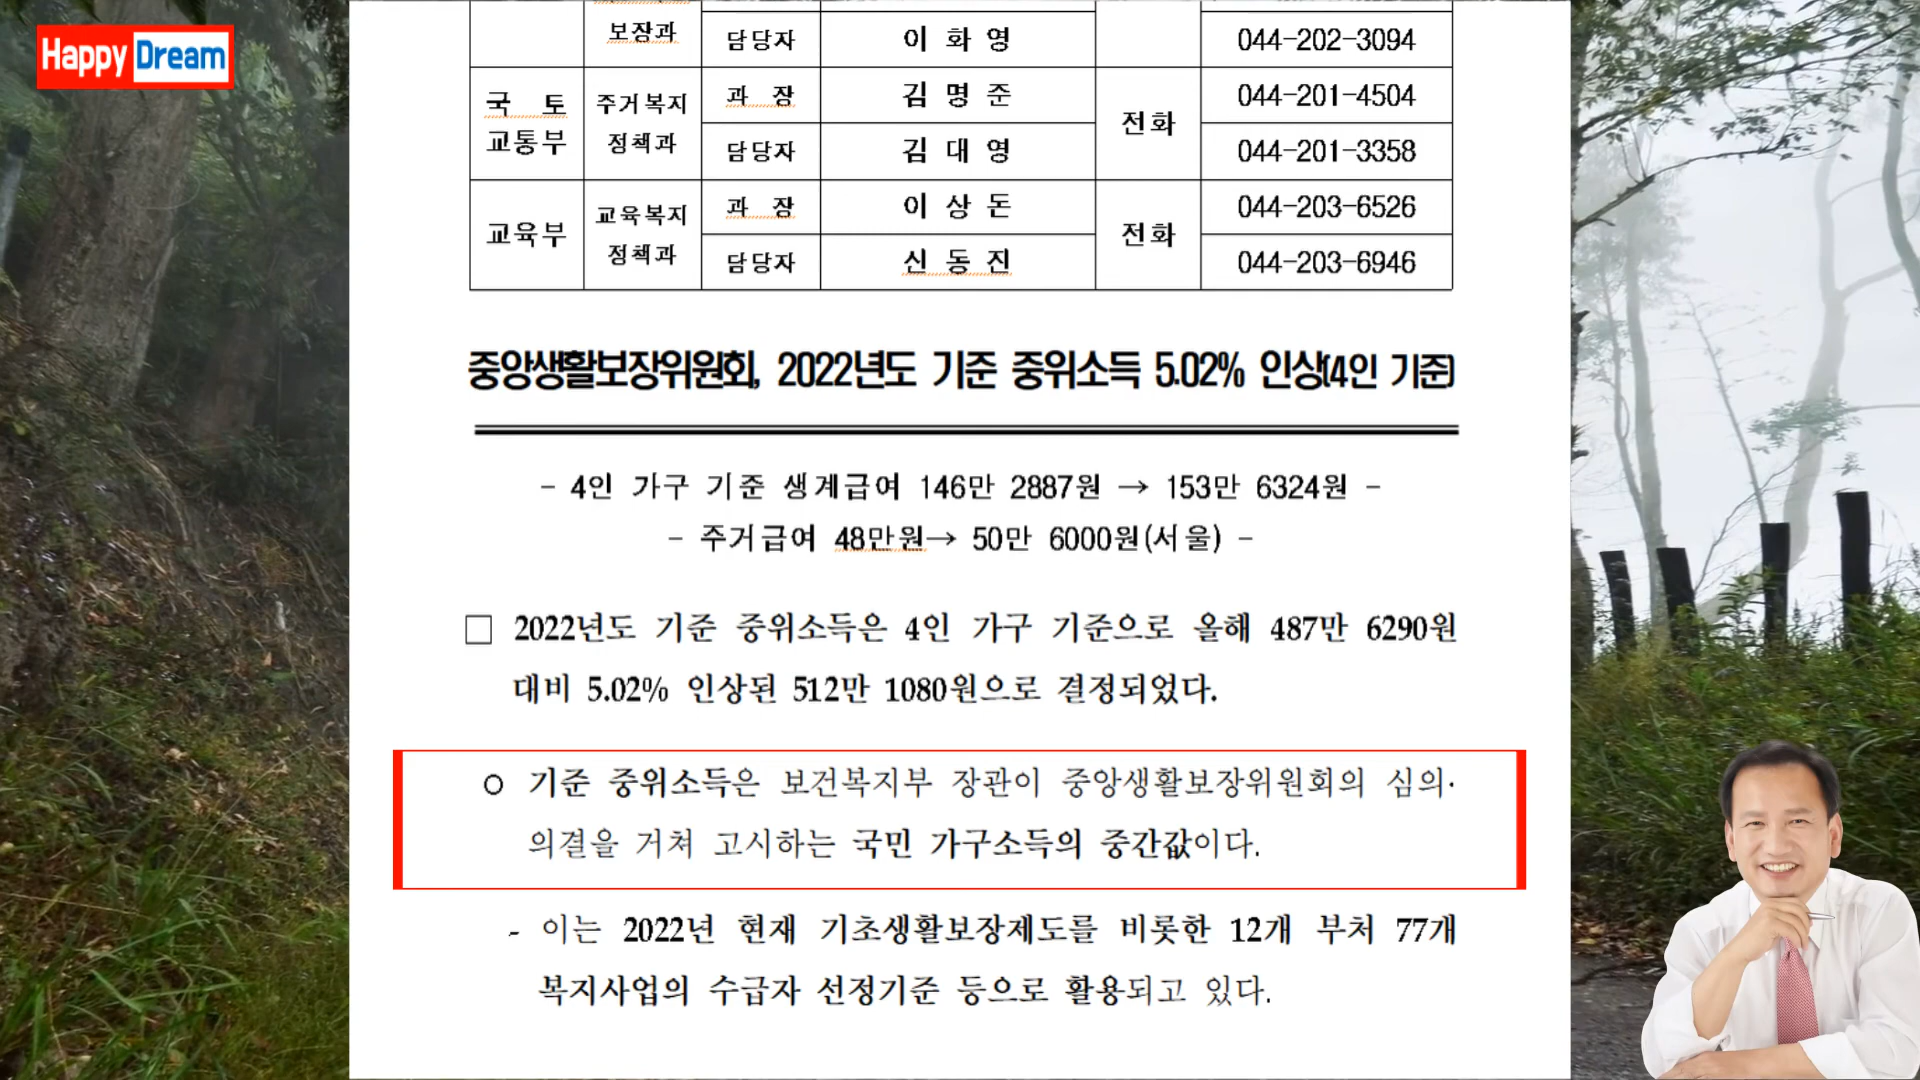 Happy Dream
보장과 담당자 이 화 영 044-202-3094
국 토 교통부 주거복지 정책과 과 장 김 명 준 전화 044-201-4504
담당자 김 대 영 044-201-3358
교육부 교육복지 정책과 과 장 이 상 돈 전화 044-203-6526
담당자 신 동 진 044-203-6946
중앙생활보장위원회, 2022년도 기준 중위소득 5.02% 인상(4인 기준)
- 4인 가구 기준 생계급여 146만 2887원 → 153만 6324원 -
- 주거급여 48만원→ 50만 6000원(서울) -
□ 2022년도 기준 중위소득은 4인 가구 기준으로 올해 487만 6290원
대비 5.02% 인상된 512만 1080원으로 결정되었다.
○ 기준 중위소득은 보건복지부 장관이 중앙생활보장위원회의 심의·
의결을 거쳐 고시하는 국민 가구소득의 중간값이다.
- 이는 2022년 현재 기초생활보장제도를 비롯한 12개 부처 77개
복지사업의 수급자 선정기준 등으로 활용되고 있다.